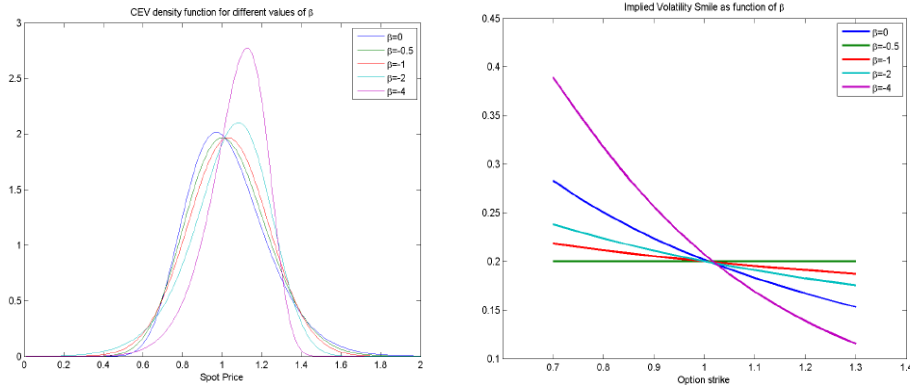 CEV density function for different values of β
3
2.5
2
1.5
1
0.5
0
0 0.2 0.4 0.6 0.8 1 1.2 1.4 1.6 1.8 2
Spot Price
β=0
β=-0.5
β=-1
β=-2
β=-4
Implied Volatility Smile as function of β
0.45
0.4
0.35
0.3
0.25
0.2
0.15
0.1
0.7 0.8 0.9 1 1.1 1.2 1.3 1.4
Option strike
β=0
β=-0.5
β=-1
β=-2
β=-4